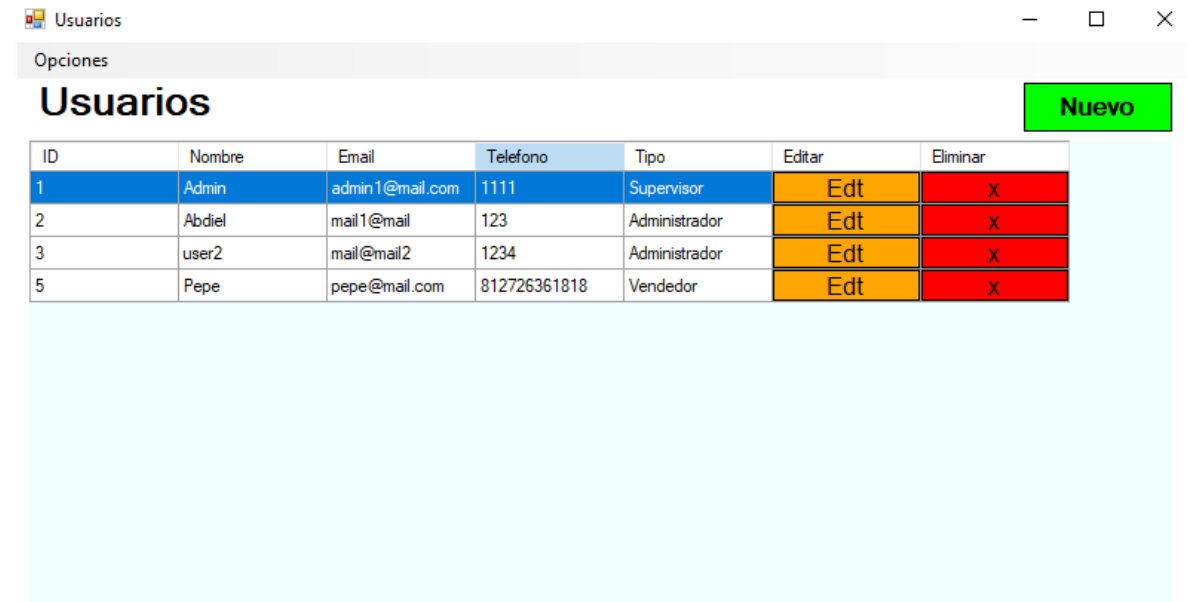 Usuarios
Opciones
Usuarios
Nuevo
ID Nombre Email Telefono Tipo Editar Eliminar
1 Admin admin1@mail.com 1111 Supervisor Edt x
2 Abdiel mail1@mail 123 Administrador Edt x
3 user2 mail@mail2 1234 Administrador Edt x
5 Pepe pepe@mail.com 812726361818 Vendedor Edt x